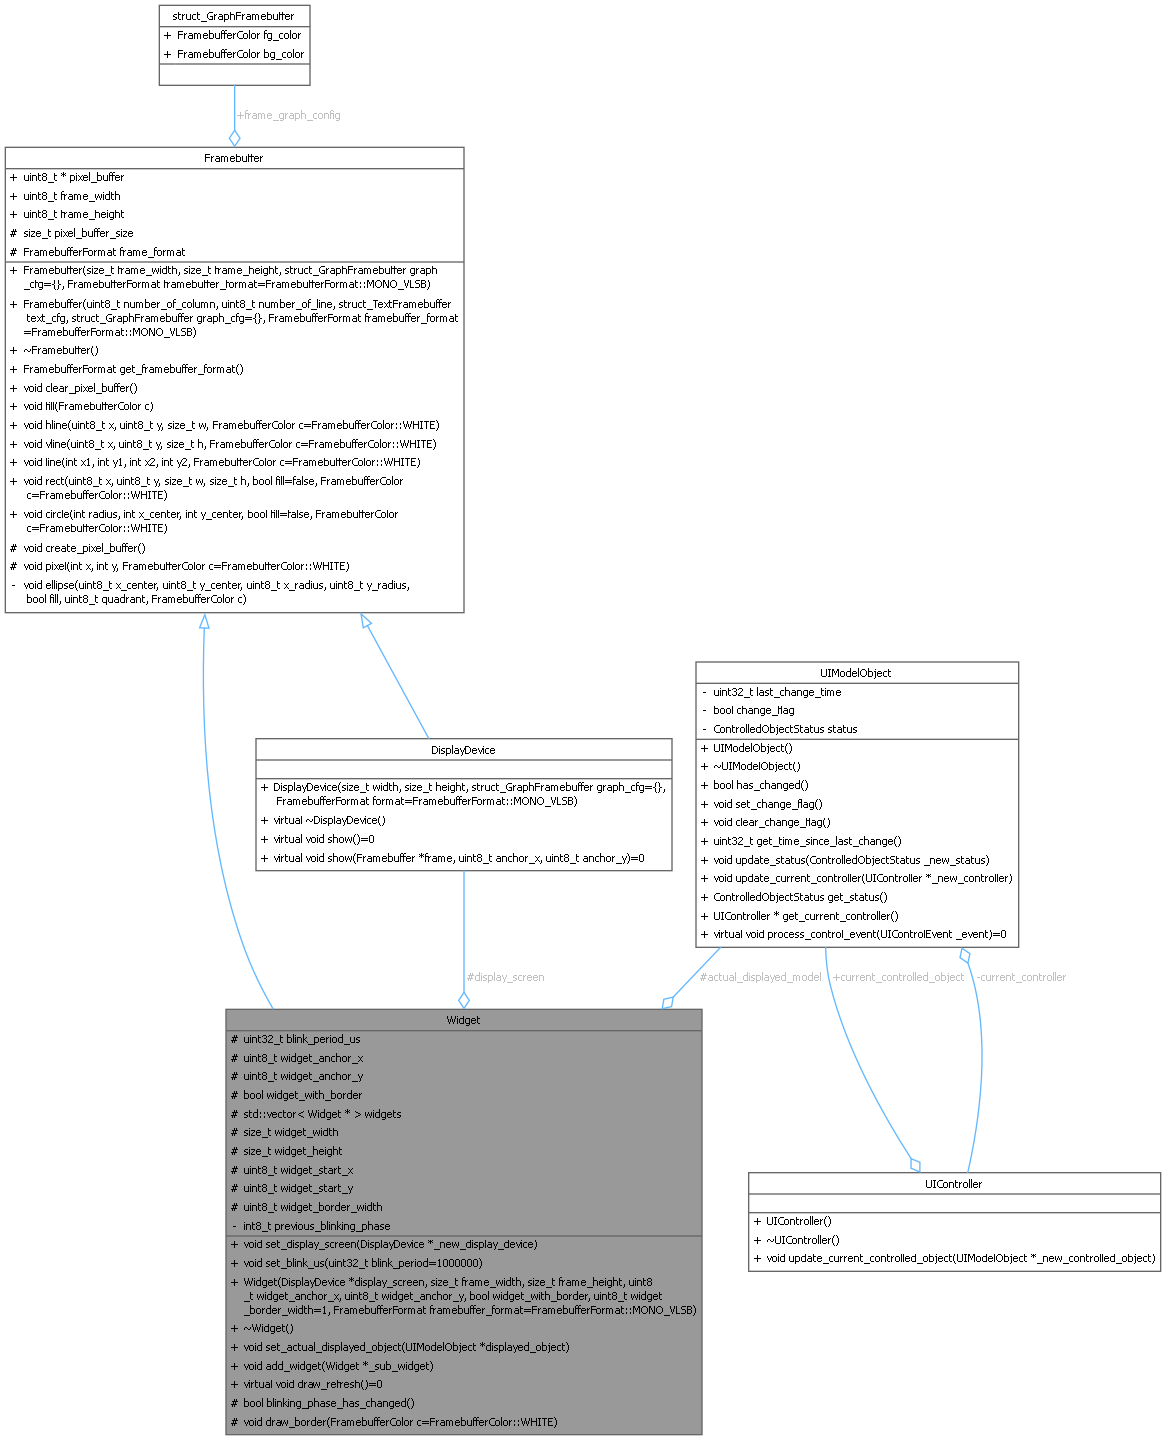 struct_GraphFramebuffer
+ FramebufferColor fg_color
+ FramebufferColor bg_color
+frame_graph_config
Framebuffer
+ uint8_t * pixel_buffer
+ uint8_t frame_width
+ uint8_t frame_height
# size_t pixel_buffer_size
# FramebufferFormat frame_format
+ Framebuffer(size_t frame_width, size_t frame_height, struct_GraphFramebuffer graph
_cfg={}, FramebufferFormat framebuffer_format=FramebufferFormat::MONO_VLSB)
+ Framebuffer(uint8_t number_of_column, uint8_t number_of_line, struct_TextFramebuffer
text_cfg, struct_GraphFramebuffer graph_cfg={}, FramebufferFormat framebuffer_format
=FramebufferFormat::MONO_VLSB)
+ ~Framebuffer()
+ FramebufferFormat get_framebuffer_format()
+ void clear_pixel_buffer()
+ void fill(FramebufferColor c)
+ void hline(uint8_t x, uint8_t y, size_t w, FramebufferColor c=FramebufferColor::WHITE)
+ void vline(uint8_t x, uint8_t y, size_t h, FramebufferColor c=FramebufferColor::WHITE)
+ void line(int x1, int y1, int x2, int y2, FramebufferColor c=FramebufferColor::WHITE)
+ void rect(uint8_t x, uint8_t y, size_t w, size_t h, bool fill=false, FramebufferColor
c=FramebufferColor::WHITE)
+ void circle(int radius, int x_center, int y_center, bool fill=false, FramebufferColor
c=FramebufferColor::WHITE)
# void create_pixel_buffer()
# void pixel(int x, int y, FramebufferColor c=FramebufferColor::WHITE)
- void ellipse(uint8_t x_center, uint8_t y_center, uint8_t x_radius, uint8_t y_radius,
bool fill, uint8_t quadrant, FramebufferColor c)
DisplayDevice
+ DisplayDevice(size_t width, size_t height, struct_GraphFramebuffer graph_cfg={},
FramebufferFormat format=FramebufferFormat::MONO_VLSB)
+ virtual ~DisplayDevice()
+ virtual void show()=0
+ virtual void show(Framebuffer *frame, uint8_t anchor_x, uint8_t anchor_y)=0
UIModelObject
- uint32_t last_change_time
- bool change_flag
- ControlledObjectStatus status
+ UIModelObject()
+ ~UIModelObject()
+ bool has_changed()
+ void set_change_flag()
+ void clear_change_flag()
+ uint32_t get_time_since_last_change()
+ void update_status(ControlledObjectStatus _new_status)
+ void update_current_controller(UIController *_new_controller)
+ ControlledObjectStatus get_status()
+ UIController * get_current_controller()
+ virtual void process_control_event(UIControlEvent _event)=0
#display_screen
#actual_displayed_model
+current_controlled_object
-current_controller
Widget
# uint32_t blink_period_us
# uint8_t widget_anchor_x
# uint8_t widget_anchor_y
# bool widget_with_border
# std::vector< Widget * > widgets
# size_t widget_width
# size_t widget_height
# uint8_t widget_start_x
# uint8_t widget_start_y
# uint8_t widget_border_width
- int8_t previous_blinking_phase
+ void set_display_screen(DisplayDevice *_new_display_device)
+ void set_blink_us(uint32_t blink_period=1000000)
+ Widget(DisplayDevice *display_screen, size_t frame_width, size_t frame_height, uint8
_t widget_anchor_x, uint8_t widget_anchor_y, bool widget_with_border, uint8_t widget
_border_width=1, FramebufferFormat framebuffer_format=FramebufferFormat::MONO_VLSB)
+ ~Widget()
+ void set_actual_displayed_object(UIModelObject *displayed_object)
+ void add_widget(Widget *_sub_widget)
+ virtual void draw_refresh()=0
# bool blinking_phase_has_changed()
# void draw_border(FramebufferColor c=FramebufferColor::WHITE)
UIController
+ UIController()
+ ~UIController()
+ void update_current_controlled_object(UIModelObject *_new_controlled_object)